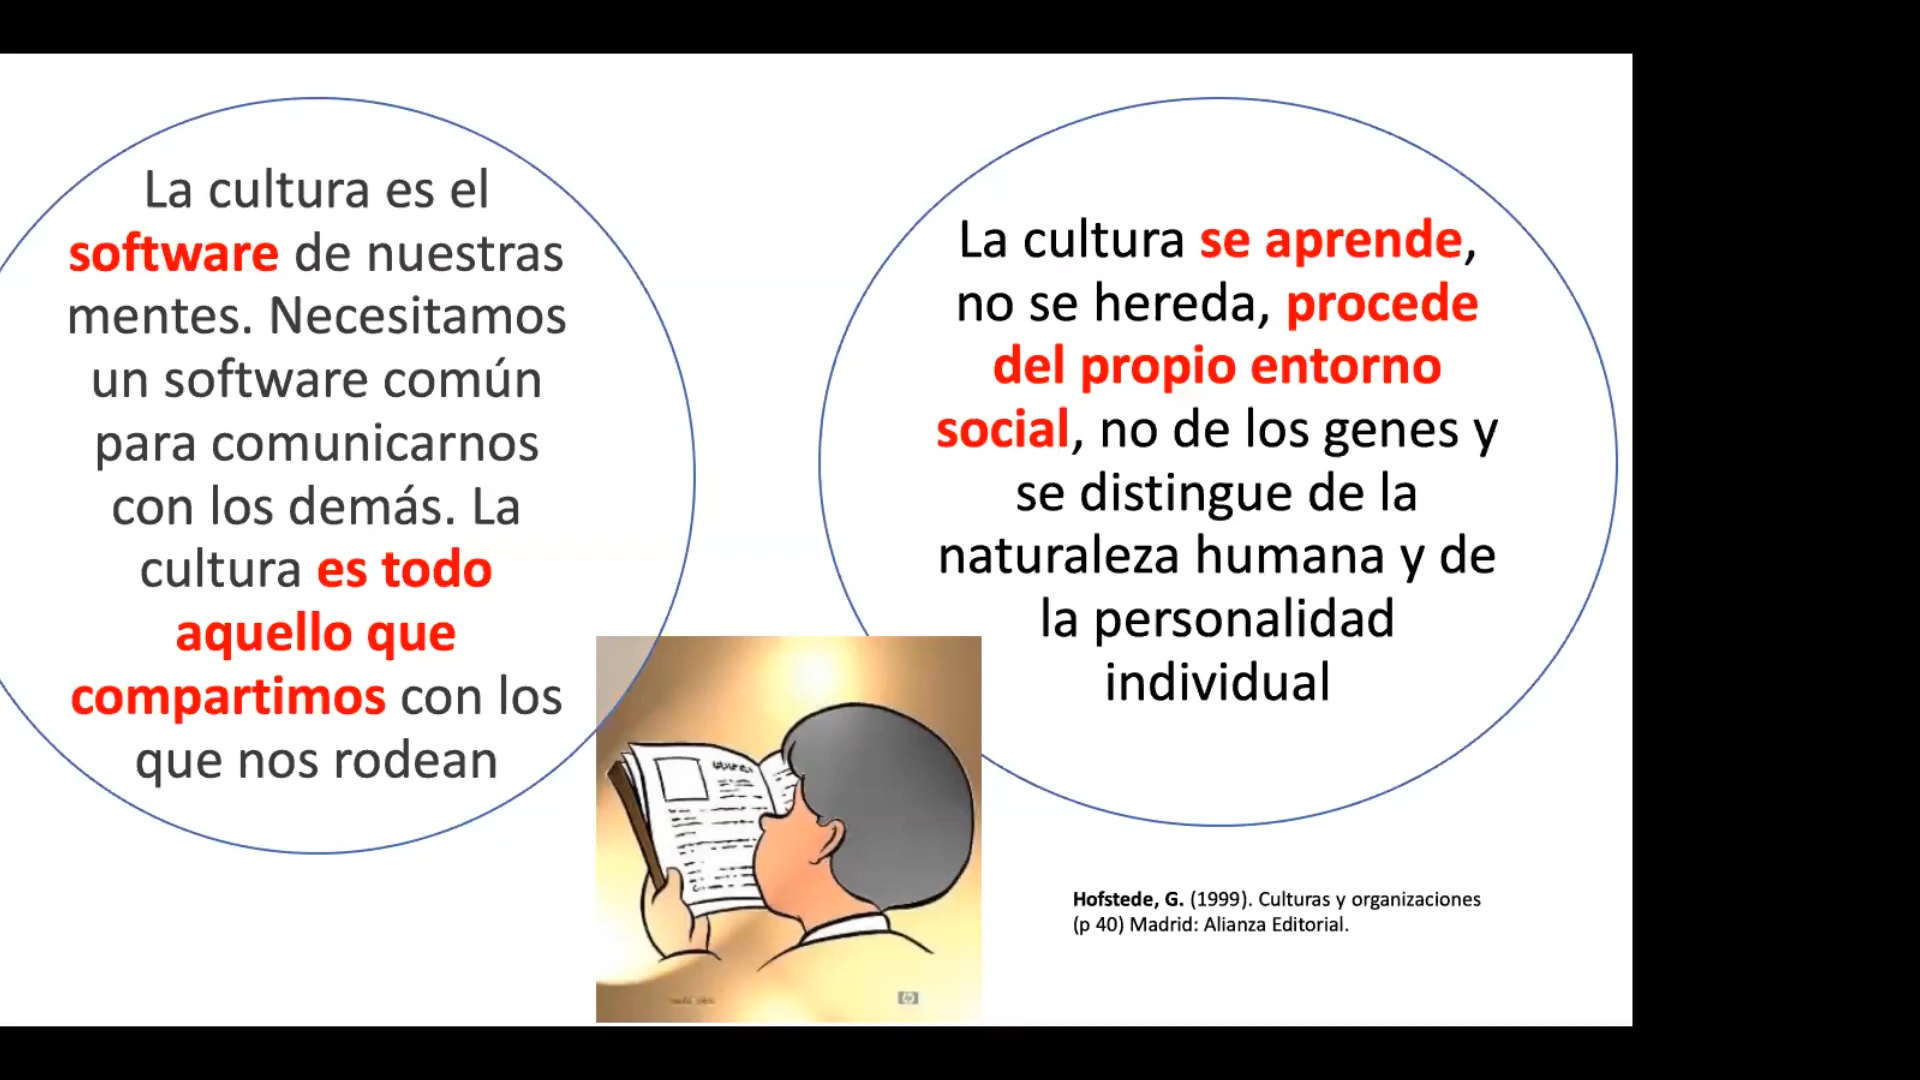 La cultura es el
software de nuestras
mentes. Necesitamos
un software común
para comunicarnos
con los demás. La
cultura es todo
aquello que
compartimos con los
que nos rodean
La cultura se aprende,
no se hereda, procede
del propio entorno
social, no de los genes y
se distingue de la
naturaleza humana y de
la personalidad
individual
Hofstede, G. (1999). Culturas y organizaciones
(p 40) Madrid: Alianza Editorial.